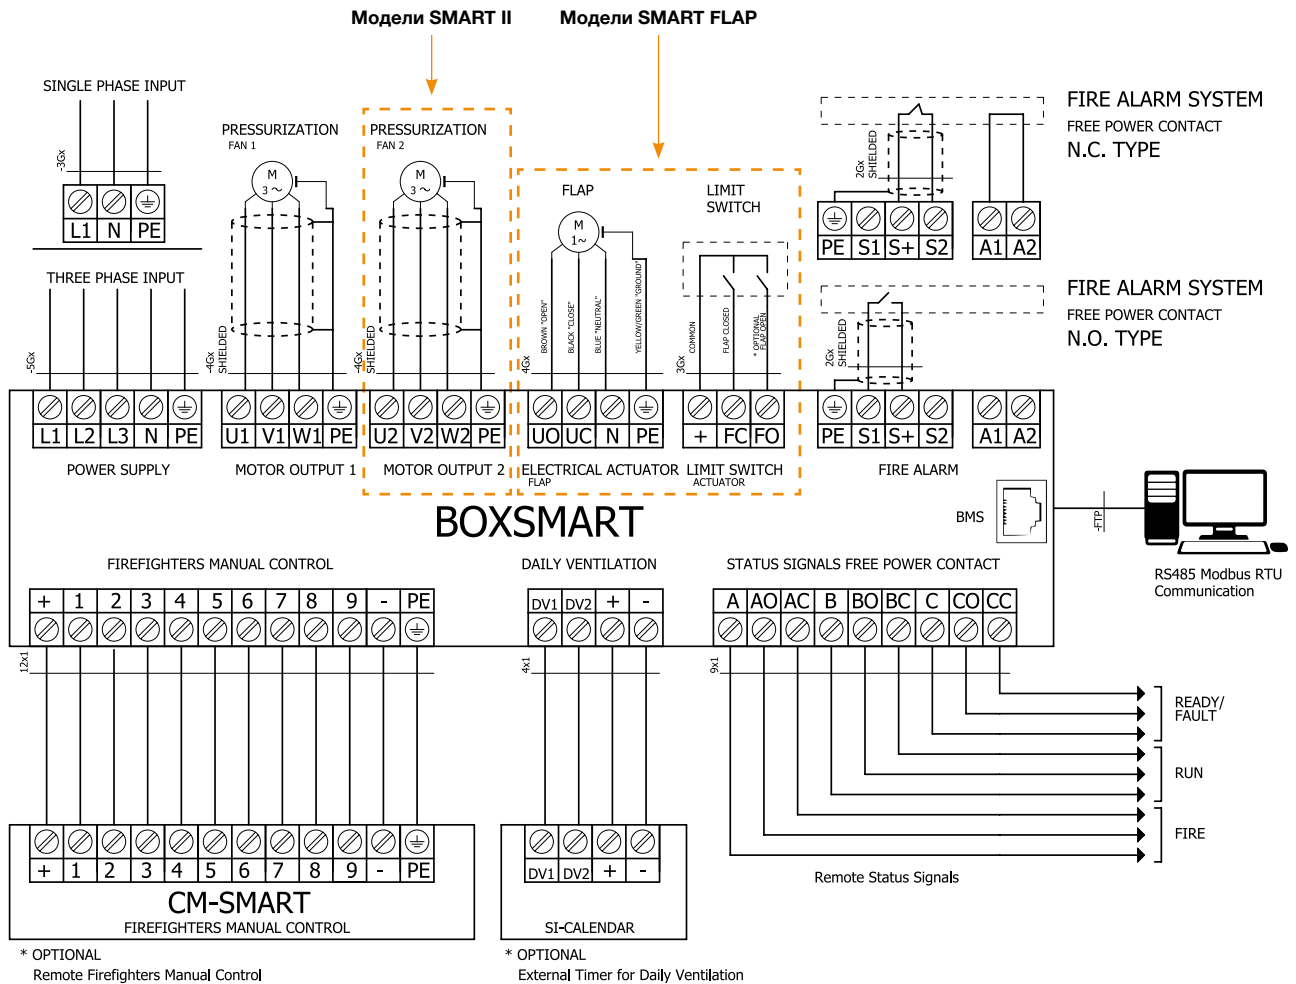 Модели SMART II
Модели SMART FLAP
SINGLE PHASE INPUT
-3Gx
L1 N PE
THREE PHASE INPUT
-5Gx
L1 L2 L3 N PE
POWER SUPPLY
PRESSURIZATION
FAN 1
M
3 ~
-4Gx
SHIELDED
U1 V1 W1 PE
MOTOR OUTPUT 1
PRESSURIZATION
FAN 2
M
3 ~
-4Gx
SHIELDED
U2 V2 W2 PE
MOTOR OUTPUT 2
FLAP
M
1~
BROWN "OPEN"
BLACK "CLOSE"
BLUE "NEUTRAL"
YELLOW/GREEN "GROUND"
4Gx
UO UC N PE
ELECTRICAL ACTUATOR
FLAP
LIMIT
SWITCH
COMMON
FLAP CLOSED
* OPTIONAL
FLAP OPEN
3Gx
+ FC FO
LIMIT SWITCH
ACTUATOR
FIRE ALARM SYSTEM
FREE POWER CONTACT
N.C. TYPE
2Gx
SHIELDED
PE S1 S+ S2 A1 A2
FIRE ALARM SYSTEM
FREE POWER CONTACT
N.O. TYPE
2Gx
SHIELDED
PE S1 S+ S2 A1 A2
FIRE ALARM
BMS
-FTP
RS485 Modbus RTU
Communication
BOXSMART
FIREFIGHTERS MANUAL CONTROL
+ 1 2 3 4 5 6 7 8 9 - PE
12x1
DAILY VENTILATION
DV1 DV2 + -
4x1
STATUS SIGNALS FREE POWER CONTACT
A AO AC B BO BC C CO CC
9x1
READY/
FAULT
RUN
FIRE
Remote Status Signals
+ 1 2 3 4 5 6 7 8 9 - PE
CM-SMART
FIREFIGHTERS MANUAL CONTROL
* OPTIONAL
Remote Firefighters Manual Control
DV1 DV2 + -
SI-CALENDAR
* OPTIONAL
External Timer for Daily Ventilation